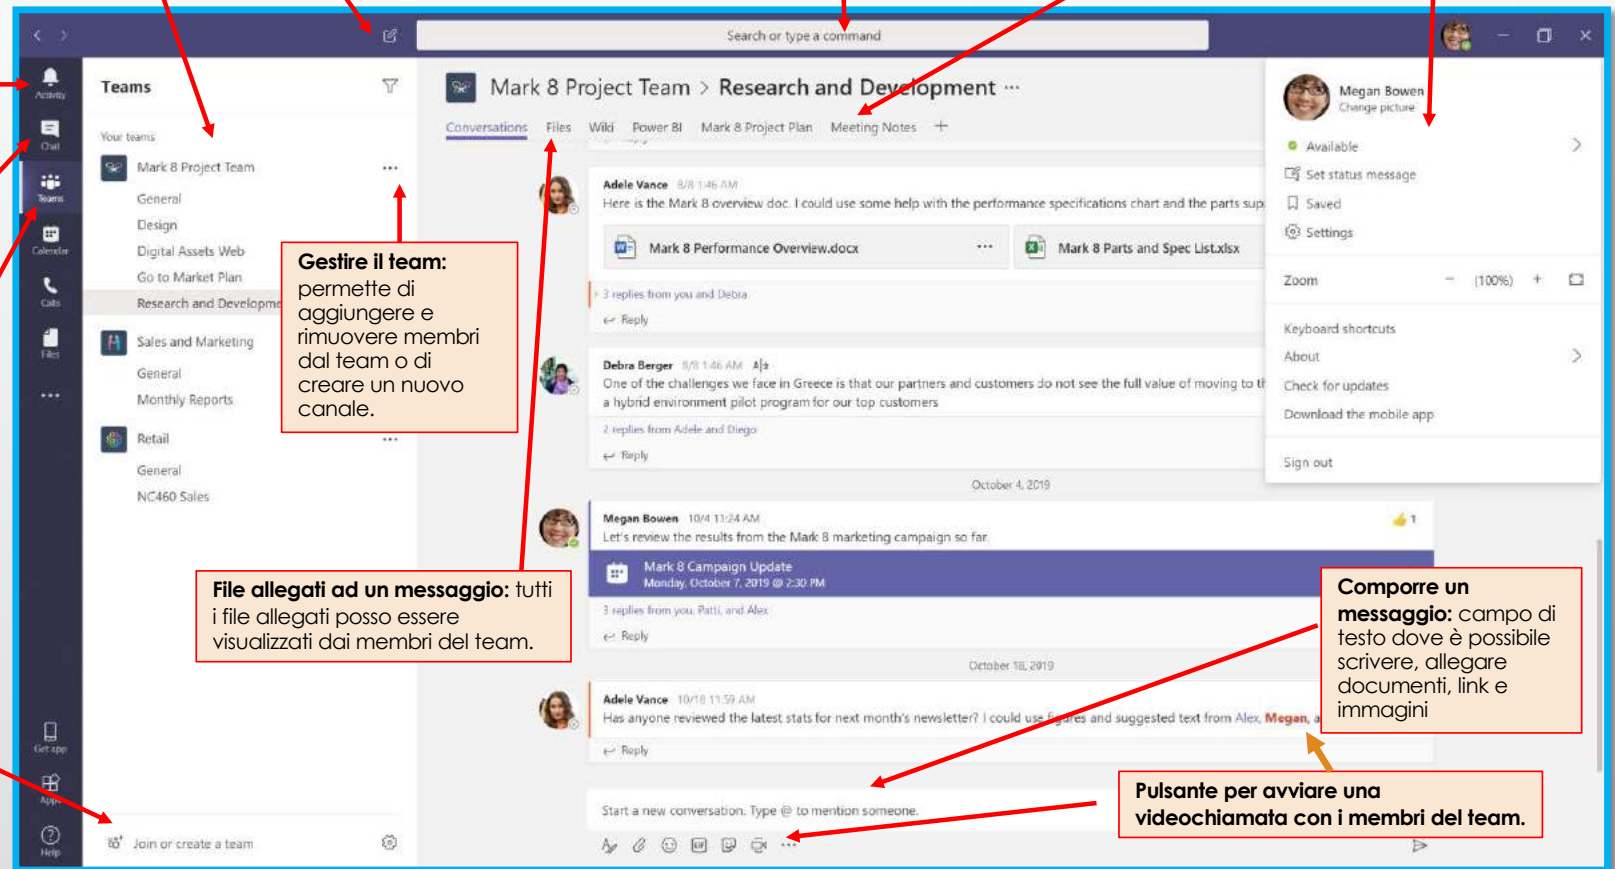 Search or type a command
Activity
Chat
Teams
Calendar
Calls
Files
Get app
Apps
Help
Teams
Your teams
Mark 8 Project Team
General
Design
Digital Assets Web
Go to Market Plan
Research and Developme
Sales and Marketing
General
Monthly Reports
Retail
General
NC460 Sales
Join or create a team
Gestire il team:
permette di
aggiungere e
rimuovere membri
dal team o di
creare un nuovo
canale.
File allegati ad un messaggio: tutti
i file allegati posso essere
visualizzati dai membri del team.
Mark 8 Project Team > Research and Development ...
Conversations Files Wiki Power BI Mark 8 Project Plan Meeting Notes +
Adele Vance 8/8 1:46 AM
Here is the Mark 8 overview doc. I could use some help with the performance specifications chart and the parts sup
Mark 8 Performance Overview.docx ...
Mark 8 Parts and Spec List.xlsx
3 replies from you and Debra
Reply
Debra Berger 8/8 1:46 AM
One of the challenges we face in Greece is that our partners and customers do not see the full value of moving to th
a hybrid environment pilot program for our top customers
2 replies from Adele and Diego
Reply
October 4, 2019
Megan Bowen 10/4 11:24 AM
1
Let's review the results from the Mark 8 marketing campaign so far.
Mark 8 Campaign Update
Monday, October 7, 2019 @ 2:30 PM
3 replies from you, Patti, and Alex
Reply
October 18, 2019
Adele Vance 10/18 11:59 AM
Has anyone reviewed the latest stats for next month's newsletter? I could use figures and suggested text from Alex, Megan, a
Reply
Start a new conversation. Type @ to mention someone.
GIF
Megan Bowen
Change picture
Available
Set status message
Saved
Settings
Zoom - (100%) +
Keyboard shortcuts
About
Check for updates
Download the mobile app
Sign out
Comporre un
messaggio: campo di
testo dove è possibile
scrivere, allegare
documenti, link e
immagini
Pulsante per avviare una
videochiamata con i membri del team.